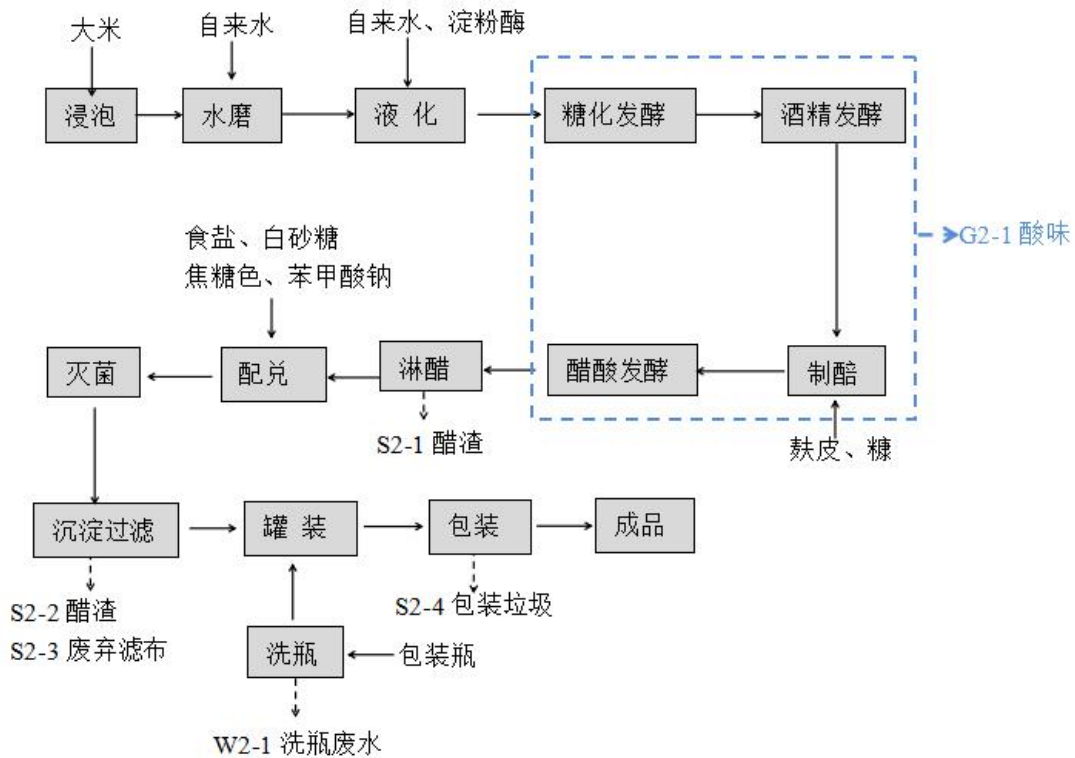 大米
自来水
自来水、淀粉酶
浸泡
水磨
液 化
糖化发酵
酒精发酵
G2-1 酸味
食盐、白砂糖
焦糖色、苯甲酸钠
灭菌
配兑
淋醋
醋酸发酵
制醅
S2-1 醋渣
麸皮、糠
沉淀过滤
罐 装
包装
成品
S2-2 醋渣
S2-3 废弃滤布
S2-4 包装垃圾
洗瓶
包装瓶
W2-1 洗瓶废水